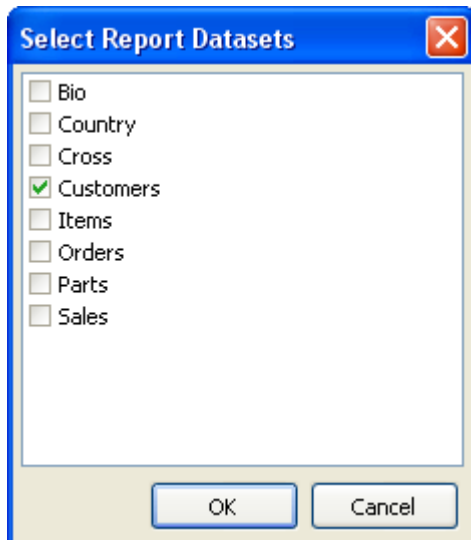 Select Report Datasets
Bio
Country
Cross
Customers
Items
Orders
Parts
Sales
OK Cancel